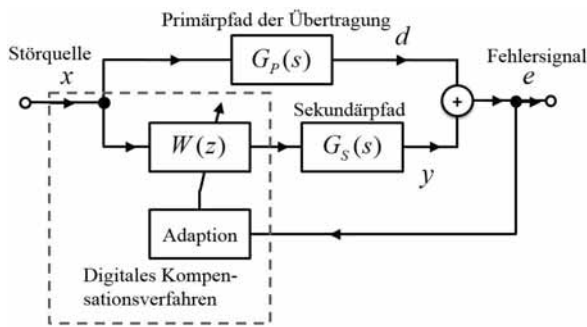 Primärpfad der Übertragung
Störquelle
x
G_P(s)
d
Fehlersignal
e
+
Sekundärpfad
W(z)
G_S(s)
y
Adaption
Digitales Kompen-
sationsverfahren